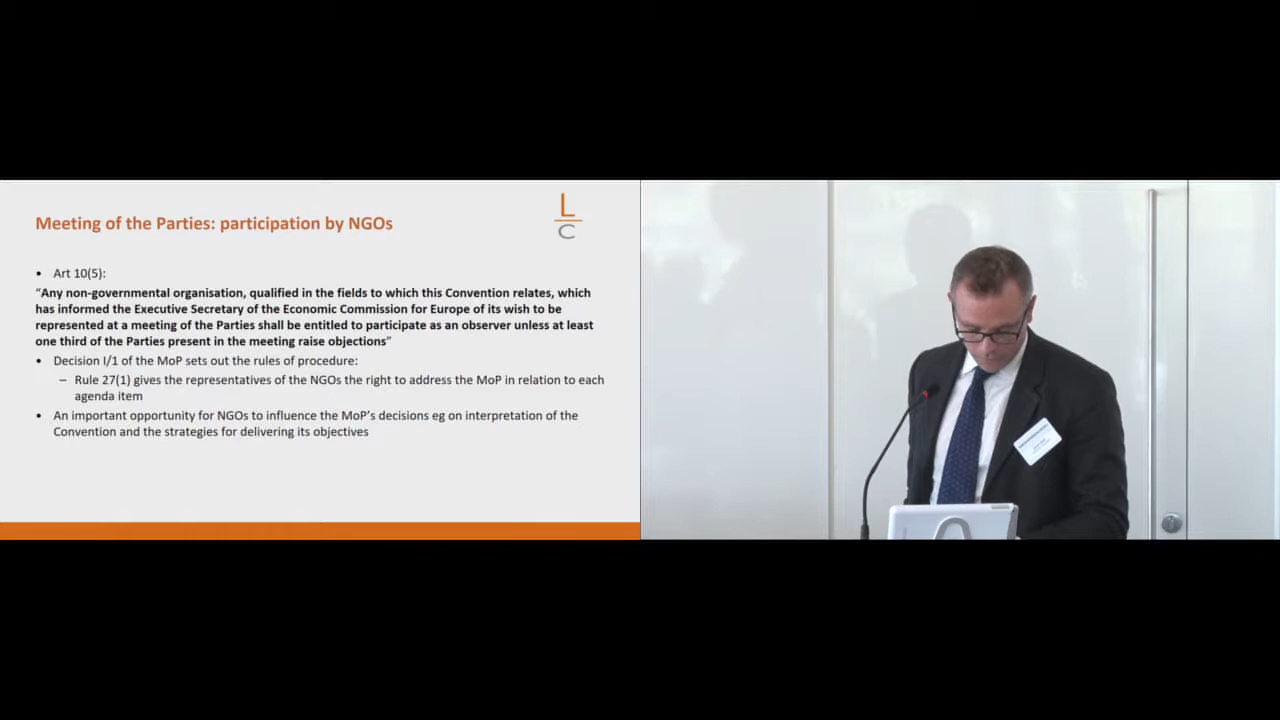 L
C
Meeting of the Parties: participation by NGOs
• Art 10(5):
“Any non-governmental organisation, qualified in the fields to which this Convention relates, which
has informed the Executive Secretary of the Economic Commission for Europe of its wish to be
represented at a meeting of the Parties shall be entitled to participate as an observer unless at least
one third of the Parties present in the meeting raise objections”
• Decision I/1 of the MoP sets out the rules of procedure:
– Rule 27(1) gives the representatives of the NGOs the right to address the MoP in relation to each
agenda item
• An important opportunity for NGOs to influence the MoP’s decisions eg on interpretation of the
Convention and the strategies for delivering its objectives